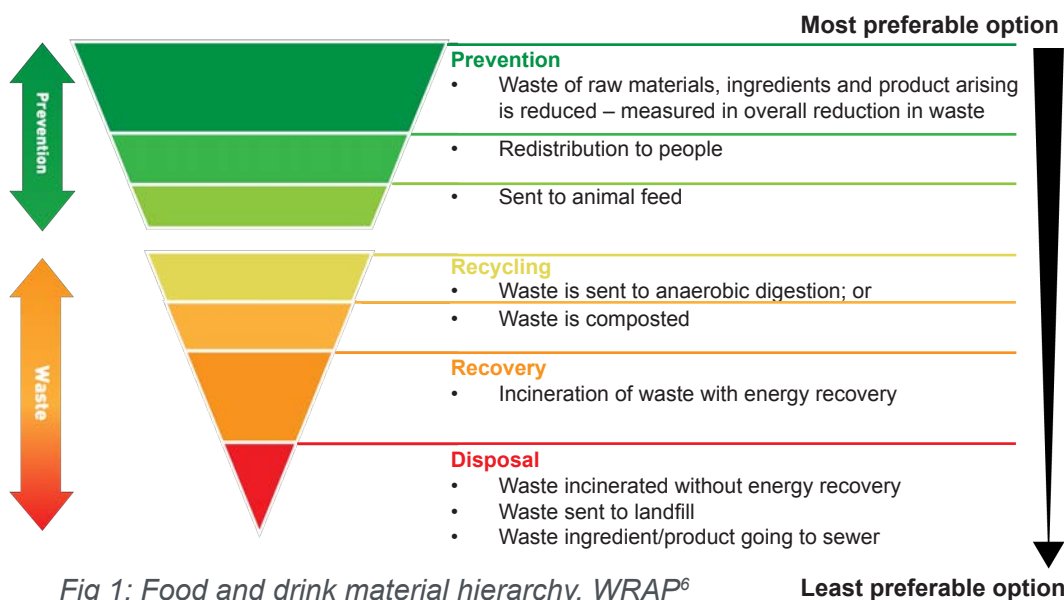 Most preferable option
Prevention
Prevention
• Waste of raw materials, ingredients and product arising
is reduced – measured in overall reduction in waste
• Redistribution to people
• Sent to animal feed
Waste
Recycling
• Waste is sent to anaerobic digestion; or
• Waste is composted
Recovery
• Incineration of waste with energy recovery
Disposal
• Waste incinerated without energy recovery
• Waste sent to landfill
• Waste ingredient/product going to sewer
Fig 1: Food and drink material hierarchy. WRAP⁶
Least preferable option